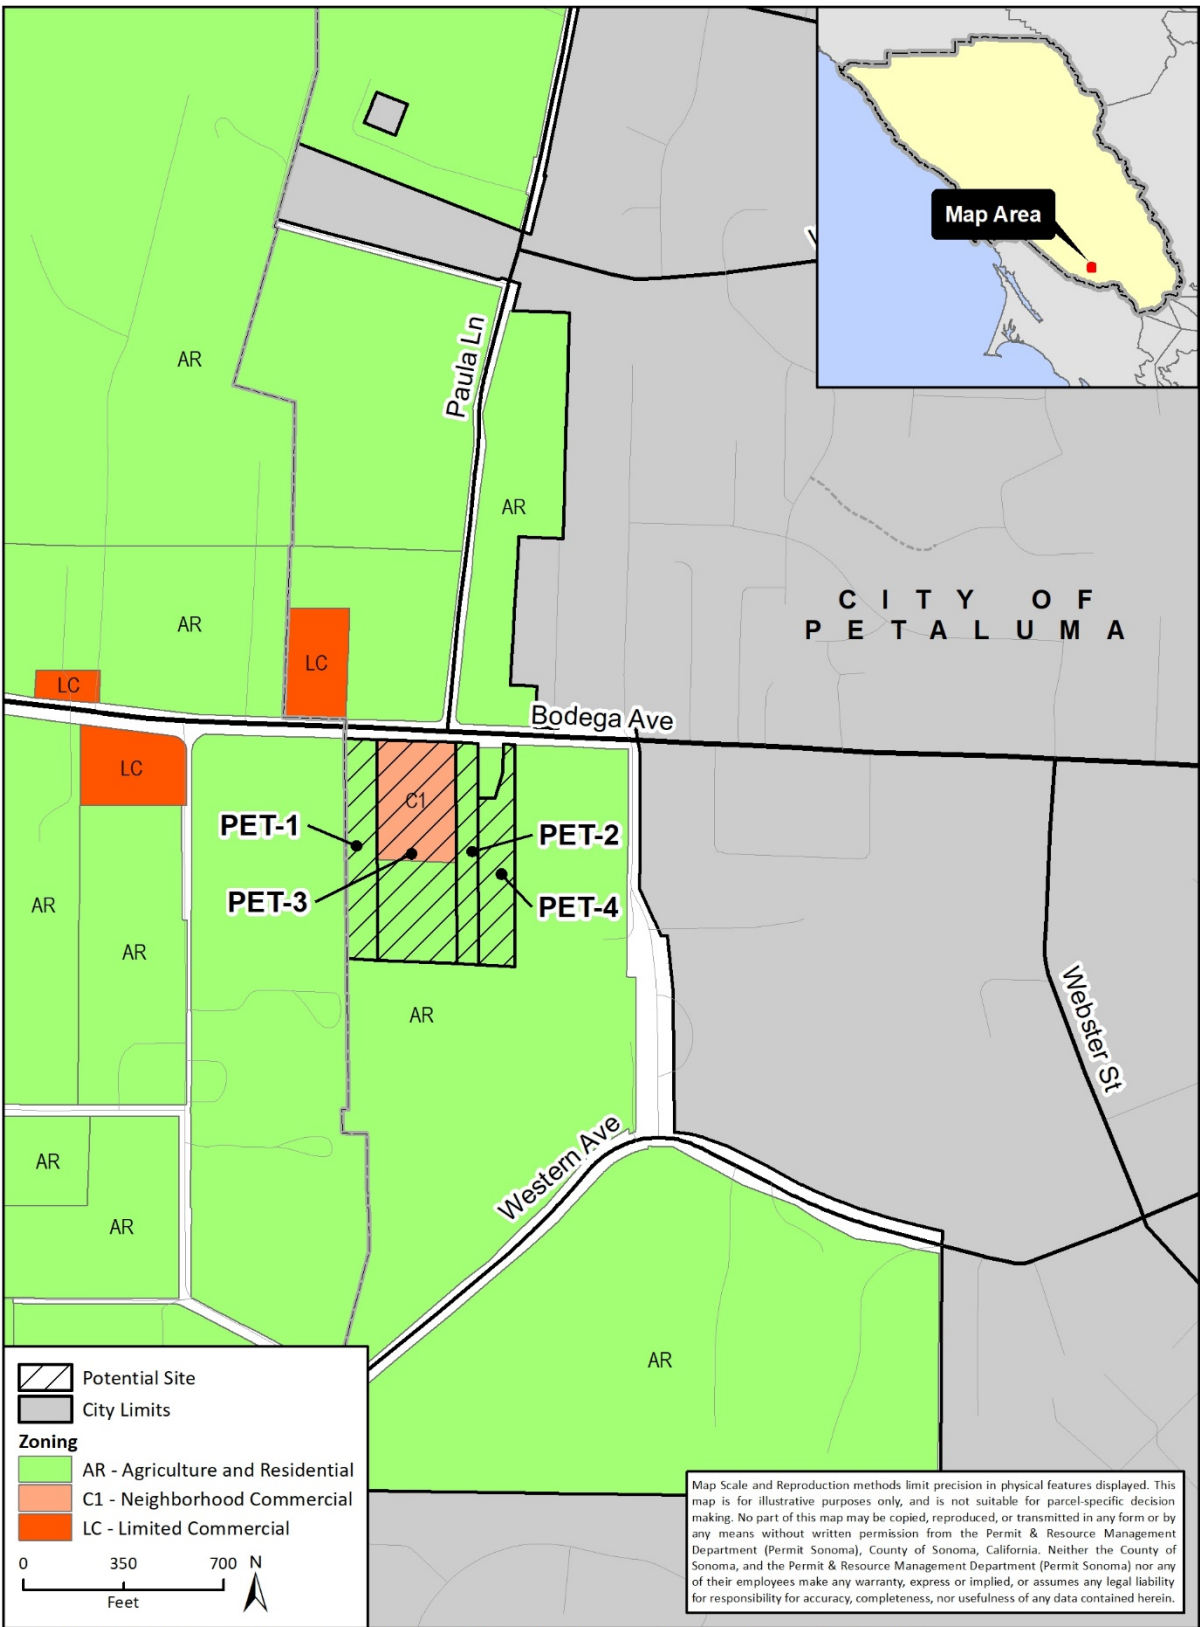 Map Area
Paula Ln
AR
AR
C I T Y O F
P E T A L U M A
AR
LC
LC
Bodega Ave
LC
C1
PET-1
PET-2
PET-3
PET-4
AR
AR
AR
Webster St
Western Ave
AR
AR
AR
Potential Site
City Limits
Zoning
AR - Agriculture and Residential
C1 - Neighborhood Commercial
LC - Limited Commercial
0 350 700 N
Feet
Map Scale and Reproduction methods limit precision in physical features displayed. This
map is for illustrative purposes only, and is not suitable for parcel-specific decision
making. No part of this map may be copied, reproduced, or transmitted in any form or by
any means without written permission from the Permit & Resource Management
Department (Permit Sonoma), County of Sonoma, California. Neither the County of
Sonoma, and the Permit & Resource Management Department (Permit Sonoma) nor any
of their employees make any warranty, express or implied, or assumes any legal liability
for responsibility for accuracy, completeness, nor usefulness of any data contained herein.